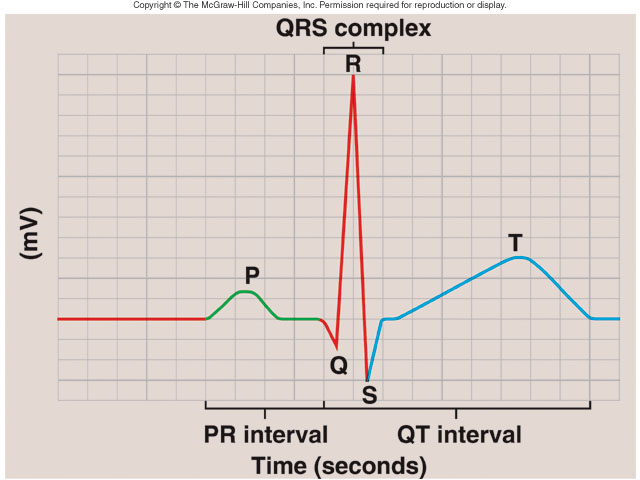 Copyright © The McGraw-Hill Companies, Inc. Permission required for reproduction or display.
QRS complex
R
T
P
(mV)
Q
S
PR interval
QT interval
Time (seconds)